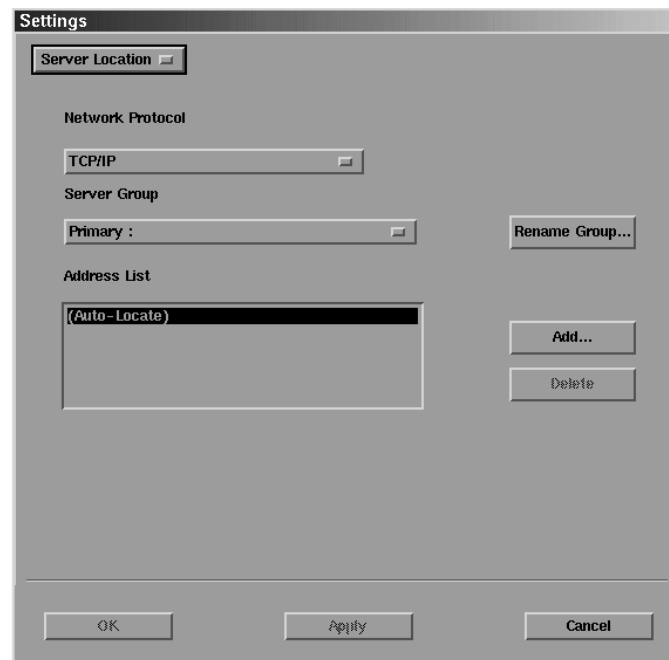 Settings
Server Location
Network Protocol
TCP/IP
Server Group
Primary :
Rename Group...
Address List
(Auto-Locate)
Add...
Delete
OK
Apply
Cancel